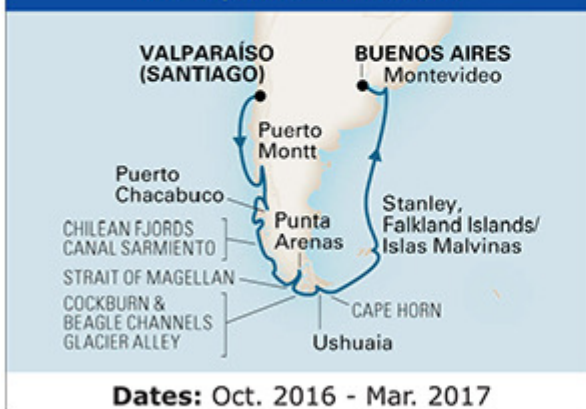 VALPARAÍSO
(SANTIAGO)
BUENOS AIRES
Montevideo
Puerto
Montt
Puerto
Chacabuco
Punta
Arenas
Stanley,
Falkland Islands/
Islas Malvinas
CHILEAN FJORDS
CANAL SARMIENTO
STRAIT OF MAGELLAN
COCKBURN &
BEAGLE CHANNELS
GLACIER ALLEY
CAPE HORN
Ushuaia
Dates: Oct. 2016 - Mar. 2017